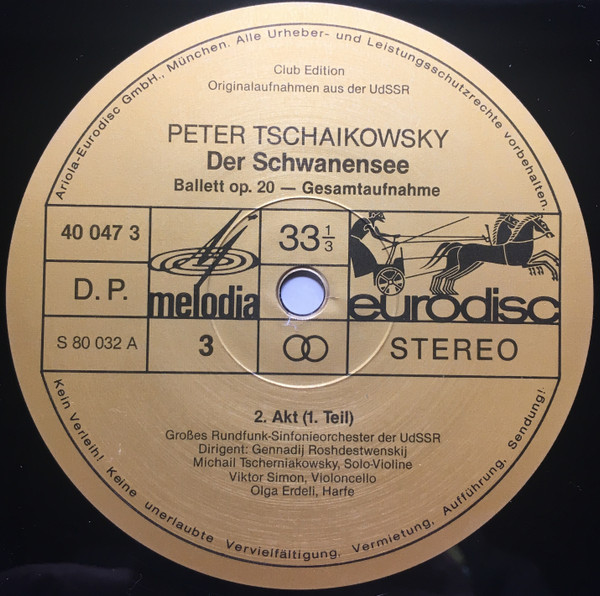 Ariola-Eurodisc GmbH., München. Alle Urheber- und Leistungsschutzrechte vorbehalten.
Club Edition
Originalaufnahmen aus der UdSSR
PETER TSCHAIKOWSKY
Der Schwanensee
Ballett op. 20 — Gesamtaufnahme
40 047 3
33 1/3
D. P.
melodia
eurodisc
S 80 032 A
3
STEREO
2. Akt (1. Teil)
Großes Rundfunk-Sinfonieorchester der UdSSR
Dirigent: Gennadij Roshdestwenskij
Michail Tscherniakowsky, Solo-Violine
Viktor Simon, Violoncello
Olga Erdeli, Harfe
Kein Verleih! Keine unerlaubte Vervielfältigung, Vermietung, Aufführung, Sendung!